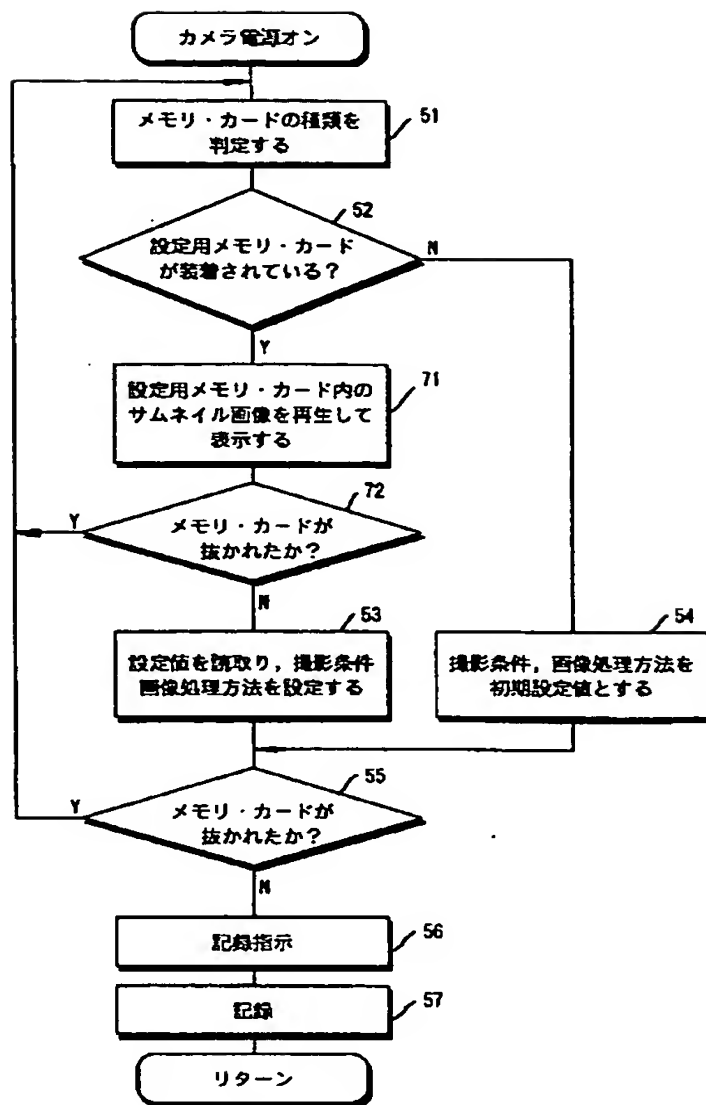 カメラ電源オン
メモリ・カードの種類を
判定する
51
52
設定用メモリ・カード
が装着されている?
N
Y
設定用メモリ・カード内の
サムネイル画像を再生して
表示する
71
72
メモリ・カードが
抜かれたか?
Y
N
53
設定値を読取り,撮影条件
画像処理方法を設定する
54
撮影条件,画像処理方法を
初期設定値とする
55
メモリ・カードが
抜かれたか?
Y
N
記録指示
56
記録
57
リターン